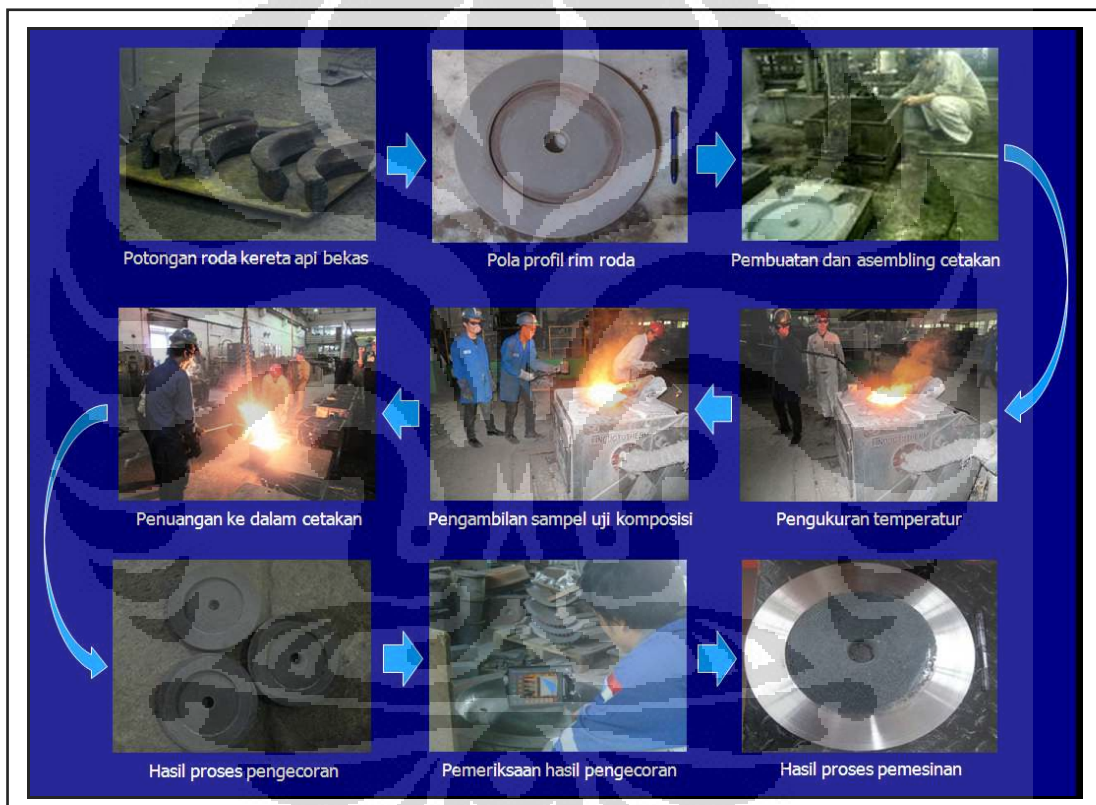 Potongan roda kereta api bekas
Pola profil rim roda
Pembuatan dan asembling cetakan
Penuangan ke dalam cetakan
Pengambilan sampel uji komposisi
Pengukuran temperatur
Hasil proses pengecoran
Pemeriksaan hasil pengecoran
Hasil proses pemesinan